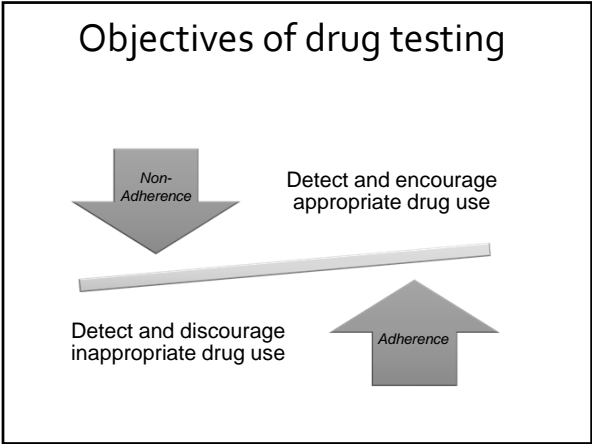 Objectives of drug testing
Non-
Adherence
Detect and encourage
appropriate drug use
Detect and discourage
inappropriate drug use
Adherence